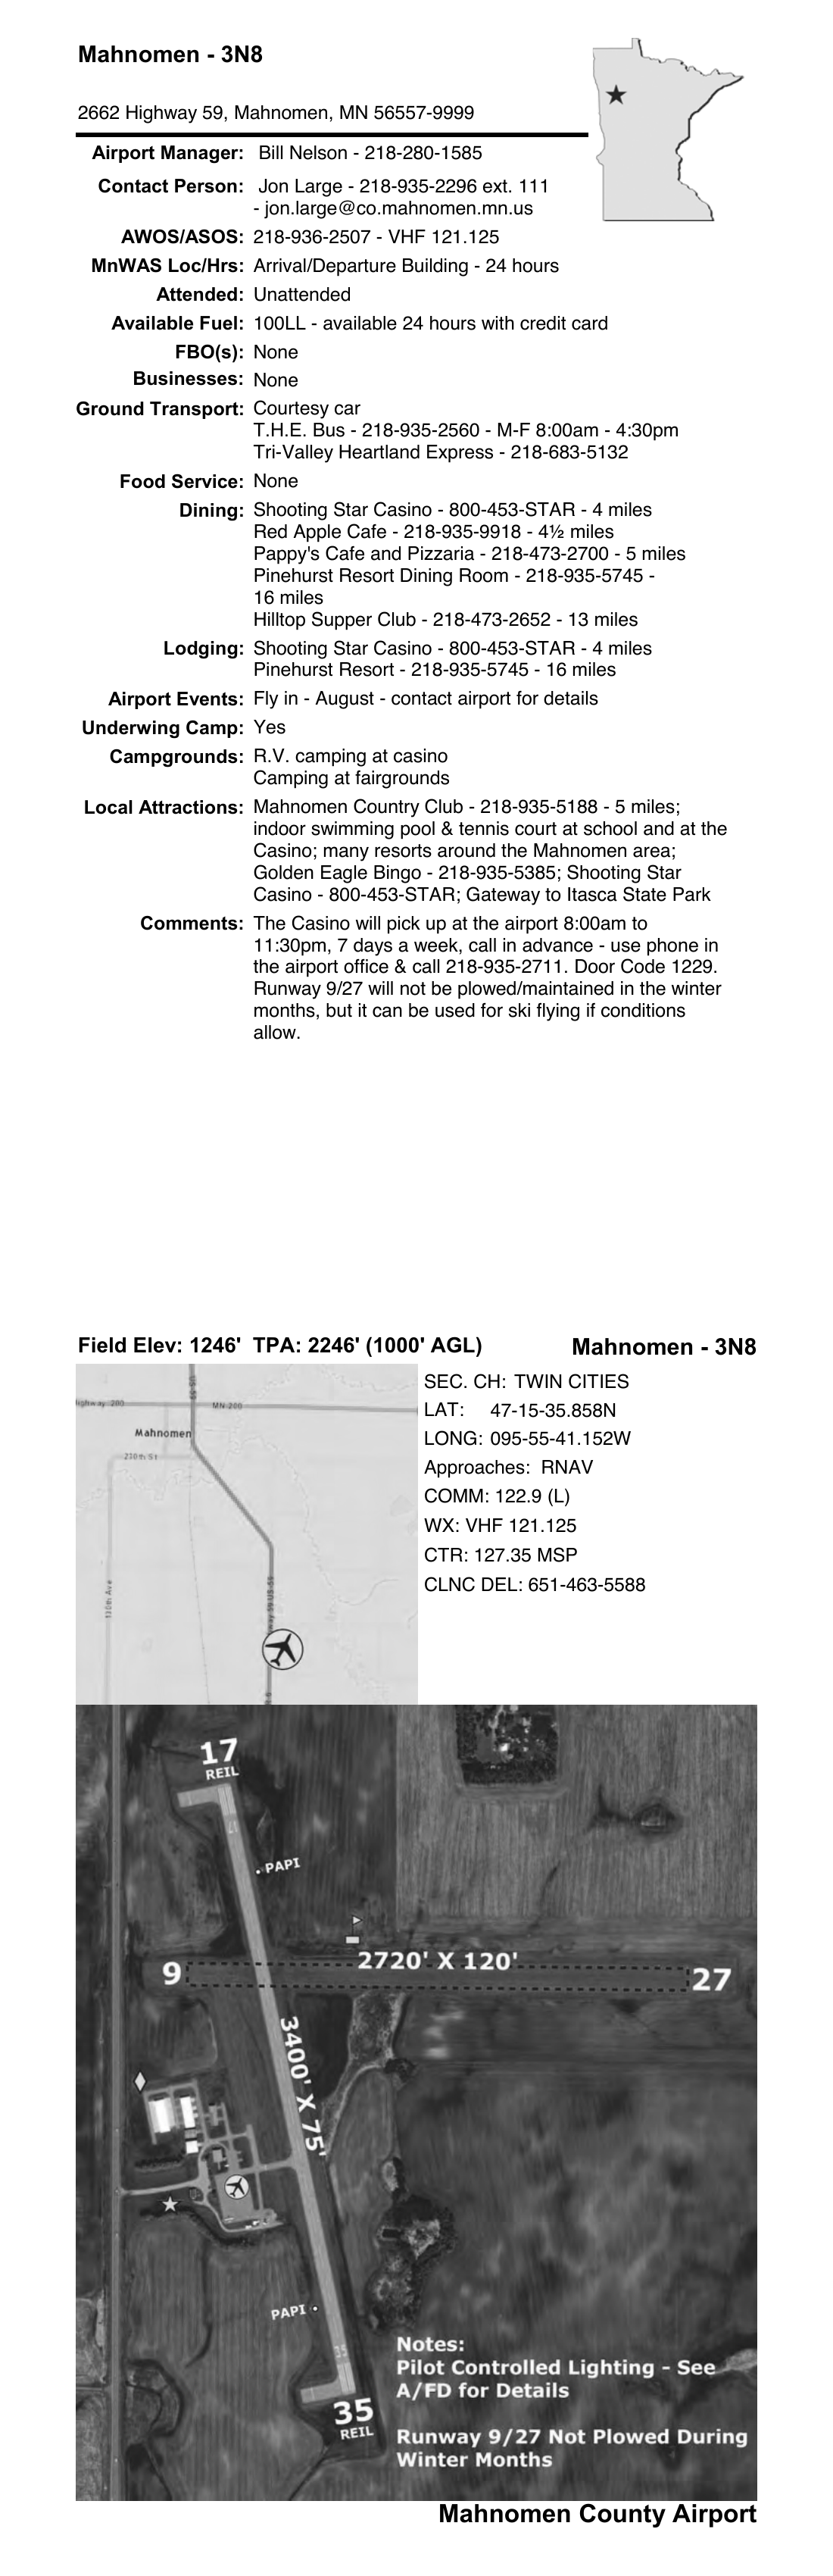 Mahnomen - 3N8
2662 Highway 59, Mahnomen, MN 56557-9999
Airport Manager: Bill Nelson - 218-280-1585
Contact Person: Jon Large - 218-935-2296 ext. 111
- jon.large@co.mahnomen.mn.us
AWOS/ASOS: 218-936-2507 - VHF 121.125
MnWAS Loc/Hrs: Arrival/Departure Building - 24 hours
Attended: Unattended
Available Fuel: 100LL - available 24 hours with credit card
FBO(s): None
Businesses: None
Ground Transport: Courtesy car
T.H.E. Bus - 218-935-2560 - M-F 8:00am - 4:30pm
Tri-Valley Heartland Express - 218-683-5132
Food Service: None
Dining: Shooting Star Casino - 800-453-STAR - 4 miles
Red Apple Cafe - 218-935-9918 - 4½ miles
Pappy's Cafe and Pizzaria - 218-473-2700 - 5 miles
Pinehurst Resort Dining Room - 218-935-5745 -
16 miles
Hilltop Supper Club - 218-473-2652 - 13 miles
Lodging: Shooting Star Casino - 800-453-STAR - 4 miles
Pinehurst Resort - 218-935-5745 - 16 miles
Airport Events: Fly in - August - contact airport for details
Underwing Camp: Yes
Campgrounds: R.V. camping at casino
Camping at fairgrounds
Local Attractions: Mahnomen Country Club - 218-935-5188 - 5 miles;
indoor swimming pool & tennis court at school and at the
Casino; many resorts around the Mahnomen area;
Golden Eagle Bingo - 218-935-5385; Shooting Star
Casino - 800-453-STAR; Gateway to Itasca State Park
Comments: The Casino will pick up at the airport 8:00am to
11:30pm, 7 days a week, call in advance - use phone in
the airport office & call 218-935-2711. Door Code 1229.
Runway 9/27 will not be plowed/maintained in the winter
months, but it can be used for ski flying if conditions
allow.
Field Elev: 1246' TPA: 2246' (1000' AGL) Mahnomen - 3N8
SEC. CH: TWIN CITIES
LAT: 47-15-35.858N
LONG: 095-55-41.152W
Approaches: RNAV
COMM: 122.9 (L)
WX: VHF 121.125
CTR: 127.35 MSP
CLNC DEL: 651-463-5588
MN-200
Mahnomen
230th St
130th Ave
17
REIL
PAPI
2720' X 120'
9
27
3400' X 75'
PAPI
35
35
REIL
Notes:
Pilot Controlled Lighting - See
A/FD for Details
Runway 9/27 Not Plowed During
Winter Months
Mahnomen County Airport